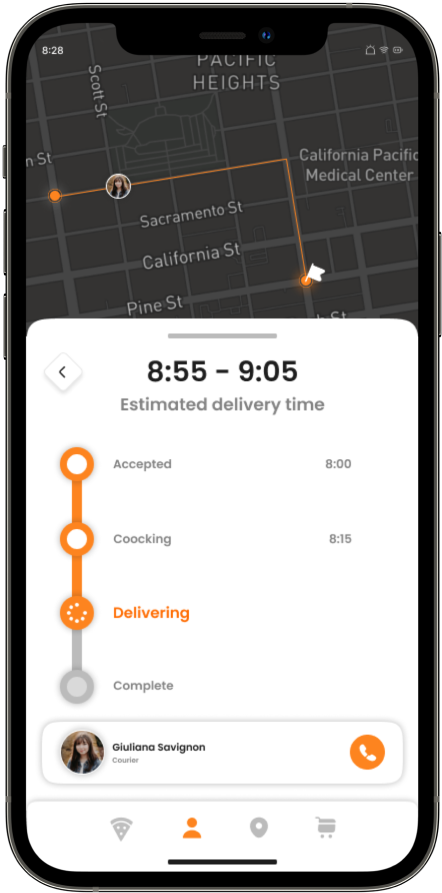 8:28
PACIFIC
HEIGHTS
Scott St
n St
California Pacific
Medical Center
Sacramento St
California St
Pine St
8:55 - 9:05
Estimated delivery time
Accepted 8:00
Coocking 8:15
Delivering
Complete
Giuliana Savignon
Courier